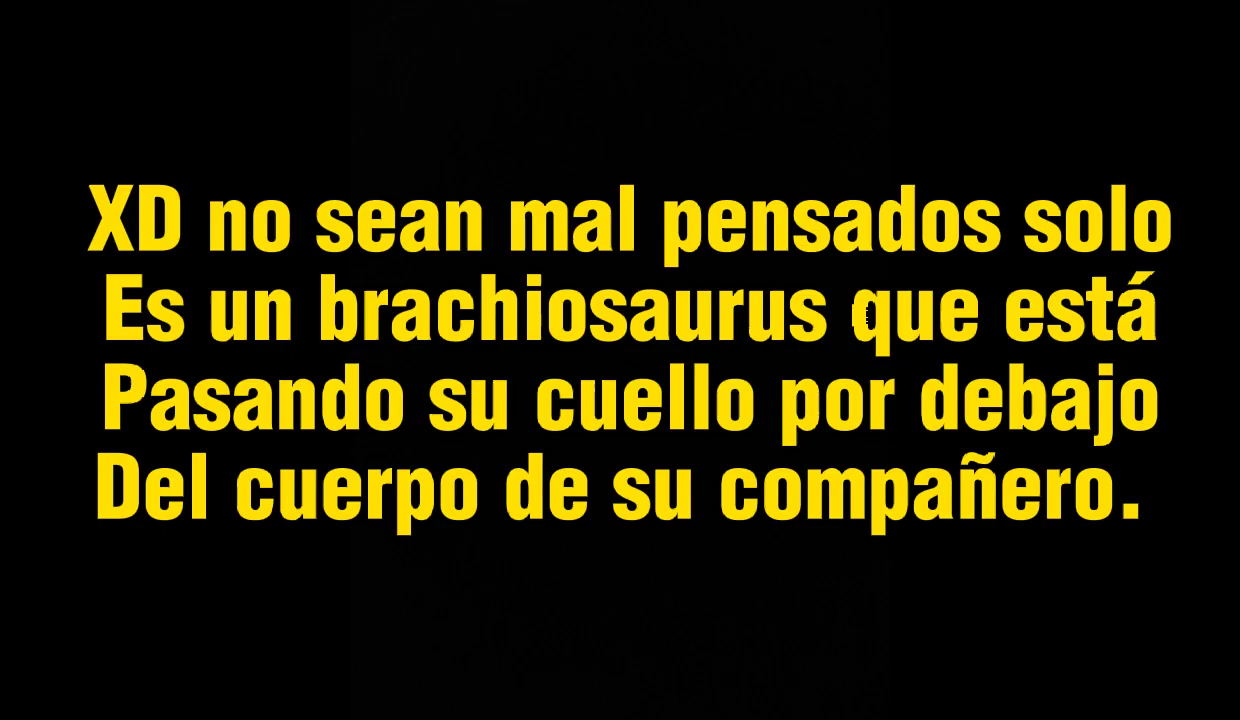 XD no sean mal pensados solo
Es un brachiosaurus que está
Pasando su cuello por debajo
Del cuerpo de su compañero.